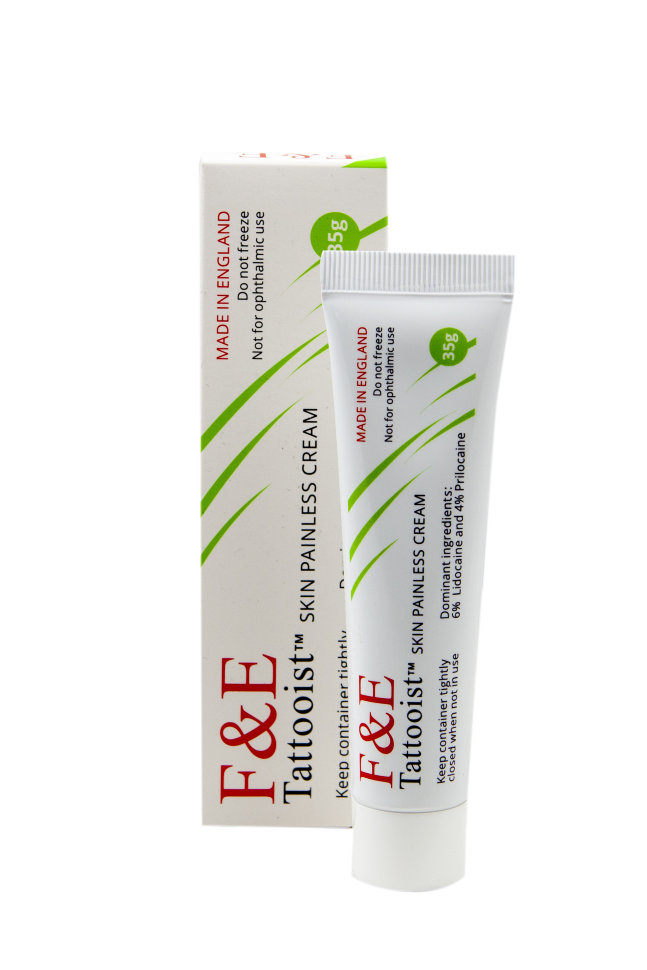 F & E
MADE IN ENGLAND
Do not freeze
Not for ophthalmic use
35g
F&E
Tattooist™ SKIN PAINLESS CREAM
Keep container tightly
MADE IN ENGLAND
Do not freeze
Not for ophthalmic use
35g
F&E
Tattooist™ SKIN PAINLESS CREAM
Keep container tightly
closed when not in use
Dominant ingredients:
6% Lidocaine and 4% Prilocaine